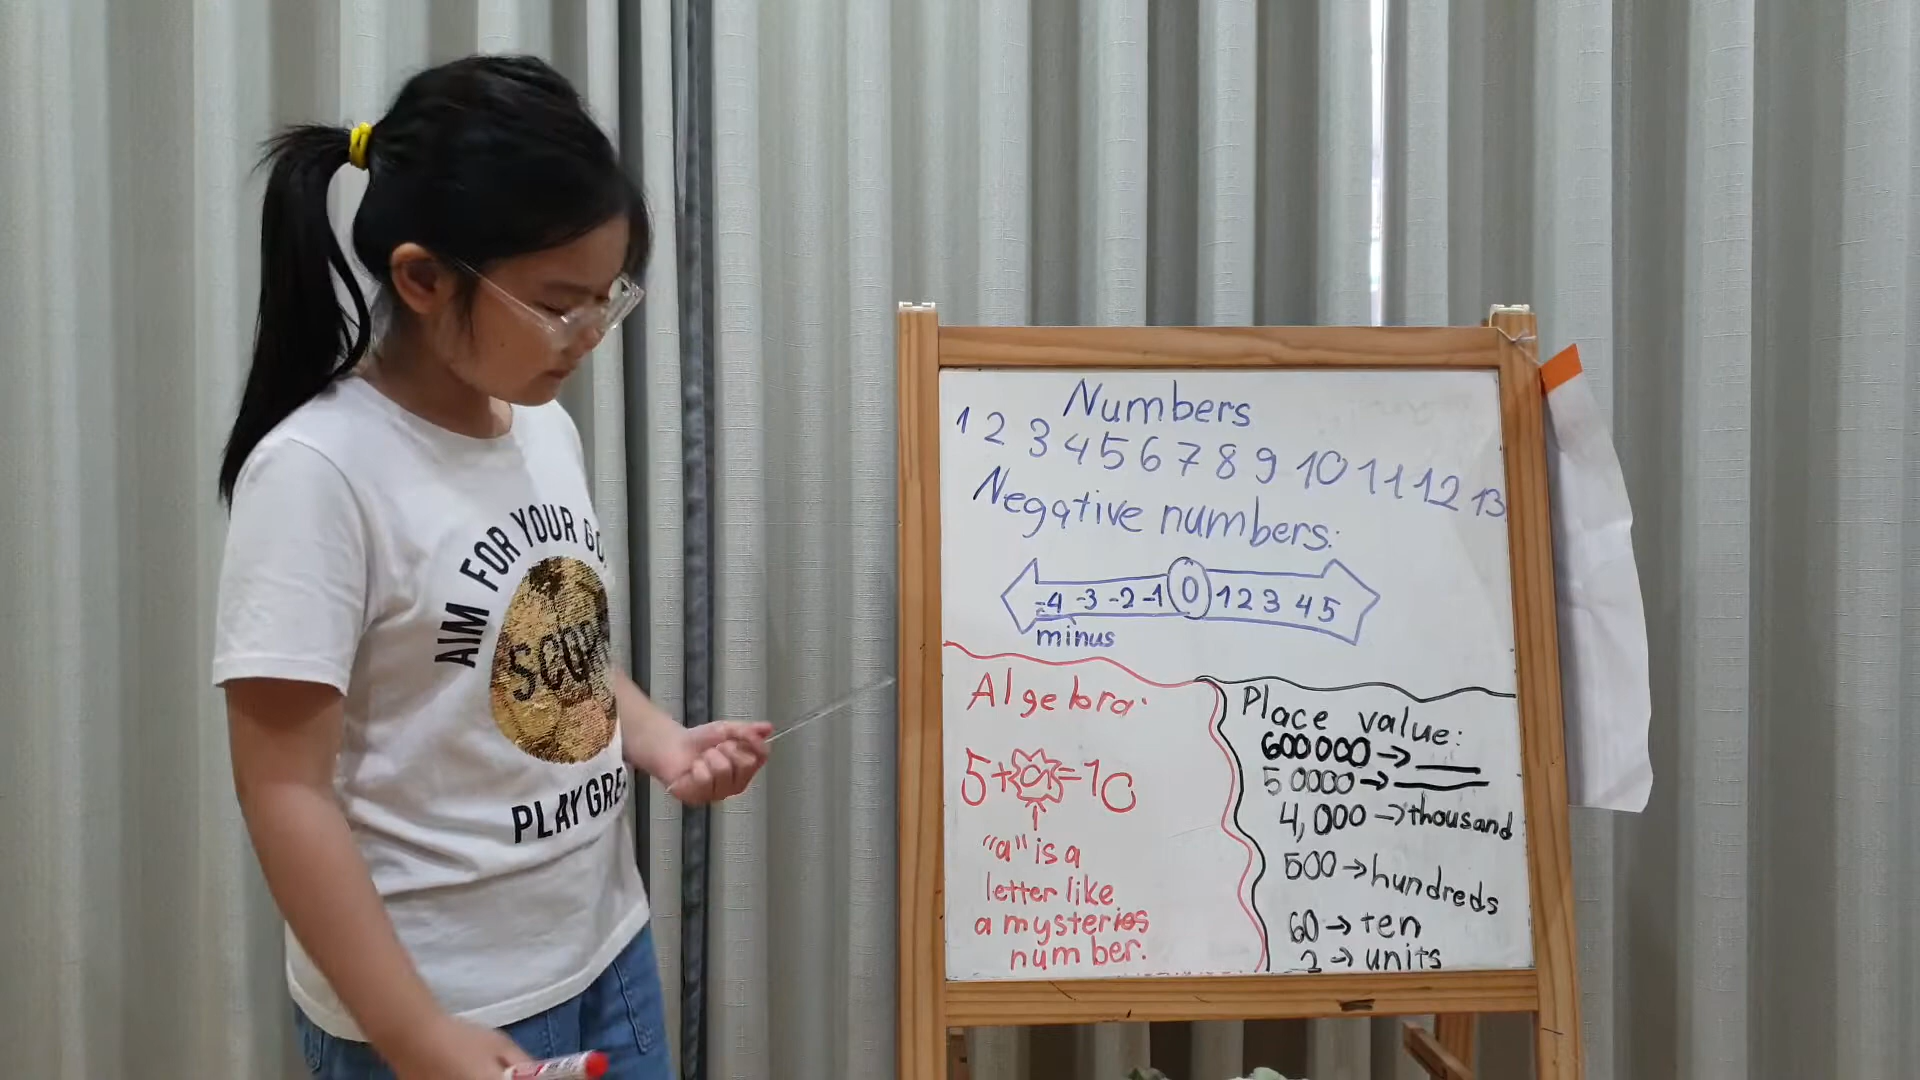 AIM FOR YOUR
PLAY GRE
Numbers
1 2 3 4 5 6 7 8 9 10 11 12 13
Negative numbers:
-4 -3 -2 -1 0 1 2 3 4 5
minus
Algebra:
5+a=10
"a" is a
letter like
a mysteries
number.
Place value:
600000→
50000→
4,000→thousand
500→hundreds
60→ten
2→units